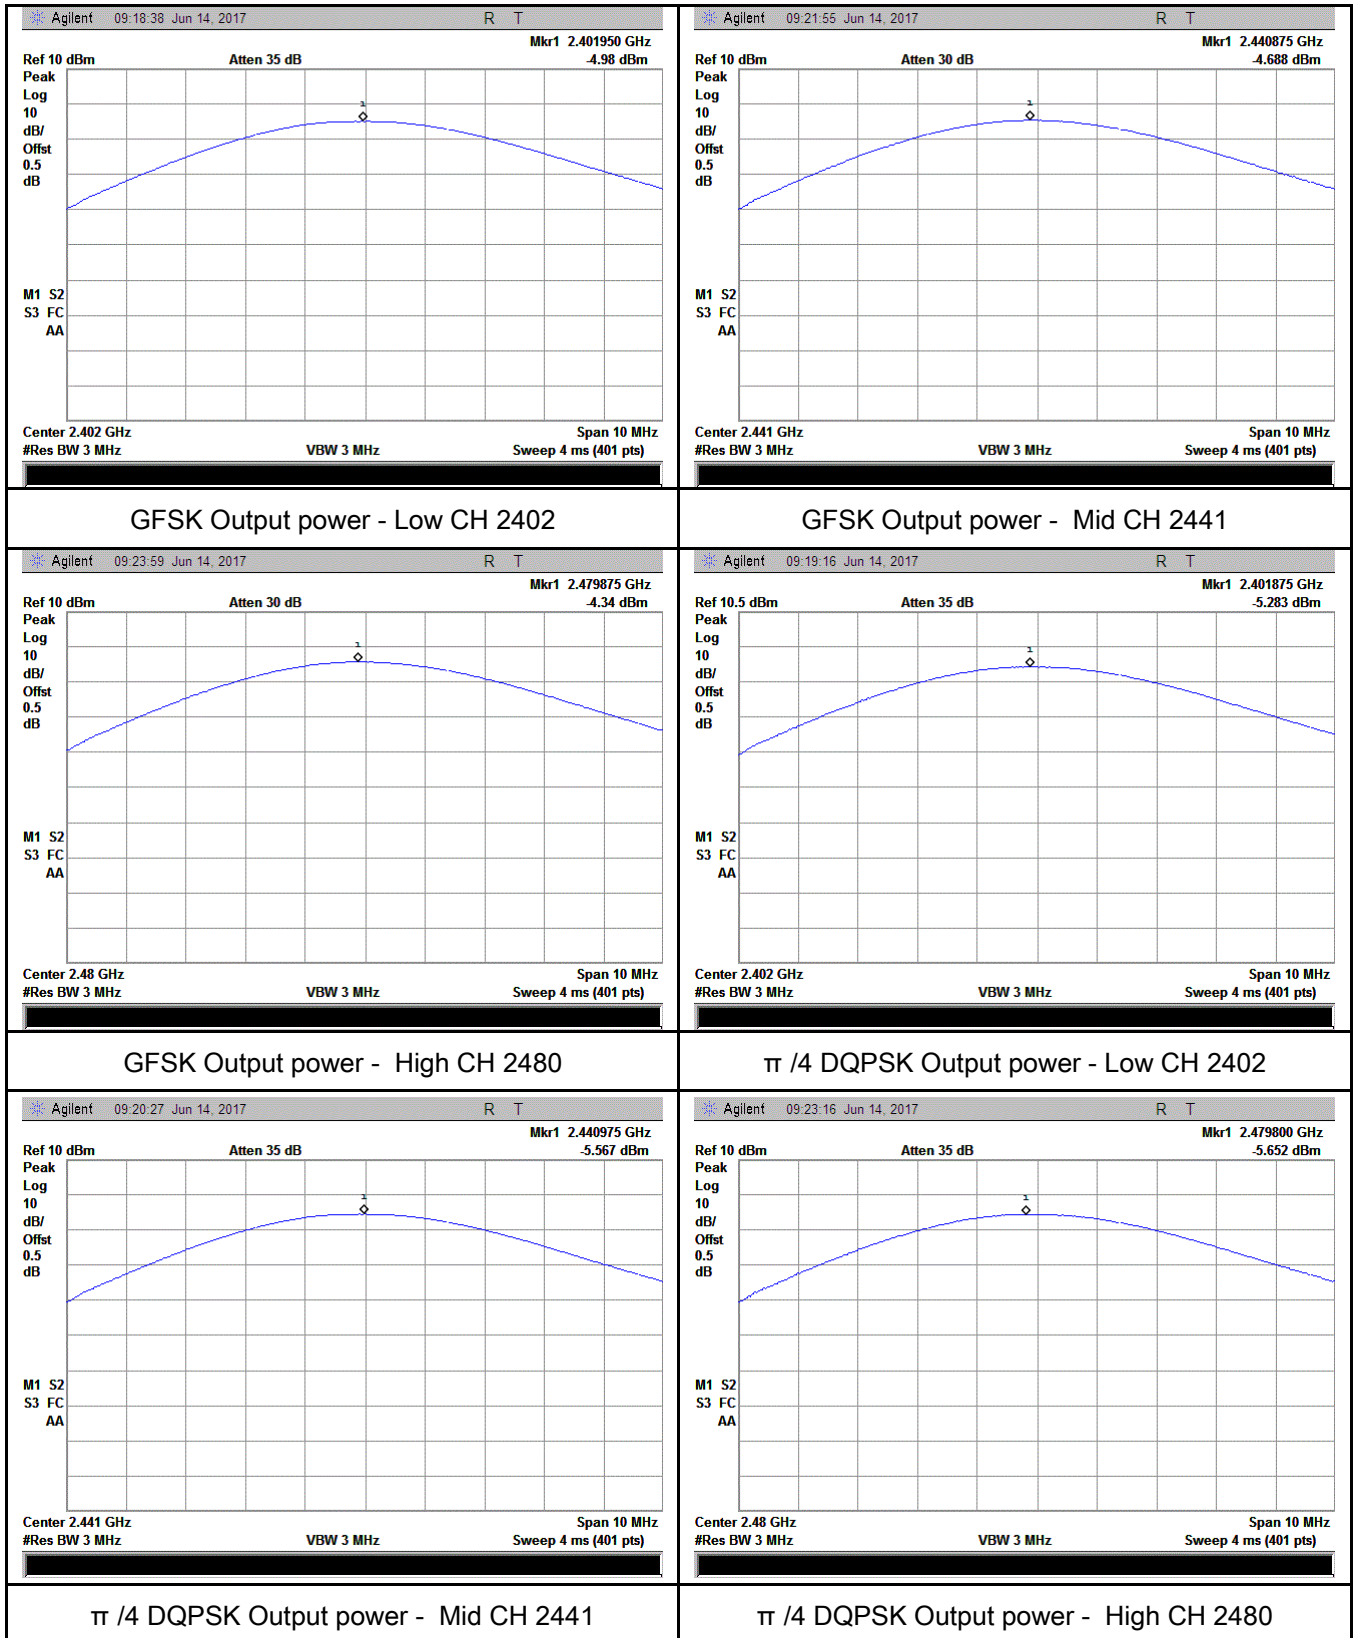 Agilent 09:18:38 Jun 14, 2017 R T
Mkr1 2.401950 GHz
Ref 10 dBm Atten 35 dB -4.98 dBm
Peak
Log
10
dB/
Offst
0.5
dB
1
M1 S2
S3 FC
AA
Center 2.402 GHz Span 10 MHz
#Res BW 3 MHz VBW 3 MHz Sweep 4 ms (401 pts)
GFSK Output power - Low CH 2402
Agilent 09:21:55 Jun 14, 2017 R T
Mkr1 2.440875 GHz
Ref 10 dBm Atten 30 dB -4.688 dBm
Peak
Log
10
dB/
Offst
0.5
dB
1
M1 S2
S3 FC
AA
Center 2.441 GHz Span 10 MHz
#Res BW 3 MHz VBW 3 MHz Sweep 4 ms (401 pts)
GFSK Output power - Mid CH 2441
Agilent 09:23:59 Jun 14, 2017 R T
Mkr1 2.479875 GHz
Ref 10 dBm Atten 30 dB -4.34 dBm
Peak
Log
10
dB/
Offst
0.5
dB
1
M1 S2
S3 FC
AA
Center 2.48 GHz Span 10 MHz
#Res BW 3 MHz VBW 3 MHz Sweep 4 ms (401 pts)
GFSK Output power - High CH 2480
Agilent 09:19:16 Jun 14, 2017 R T
Mkr1 2.401875 GHz
Ref 10.5 dBm Atten 35 dB -5.283 dBm
Peak
Log
10
dB/
Offst
0.5
dB
1
M1 S2
S3 FC
AA
Center 2.402 GHz Span 10 MHz
#Res BW 3 MHz VBW 3 MHz Sweep 4 ms (401 pts)
π /4 DQPSK Output power - Low CH 2402
Agilent 09:20:27 Jun 14, 2017 R T
Mkr1 2.440975 GHz
Ref 10 dBm Atten 35 dB -5.567 dBm
Peak
Log
10
dB/
Offst
0.5
dB
1
M1 S2
S3 FC
AA
Center 2.441 GHz Span 10 MHz
#Res BW 3 MHz VBW 3 MHz Sweep 4 ms (401 pts)
π /4 DQPSK Output power - Mid CH 2441
Agilent 09:23:16 Jun 14, 2017 R T
Mkr1 2.479800 GHz
Ref 10 dBm Atten 35 dB -5.652 dBm
Peak
Log
10
dB/
Offst
0.5
dB
1
M1 S2
S3 FC
AA
Center 2.48 GHz Span 10 MHz
#Res BW 3 MHz VBW 3 MHz Sweep 4 ms (401 pts)
π /4 DQPSK Output power - High CH 2480